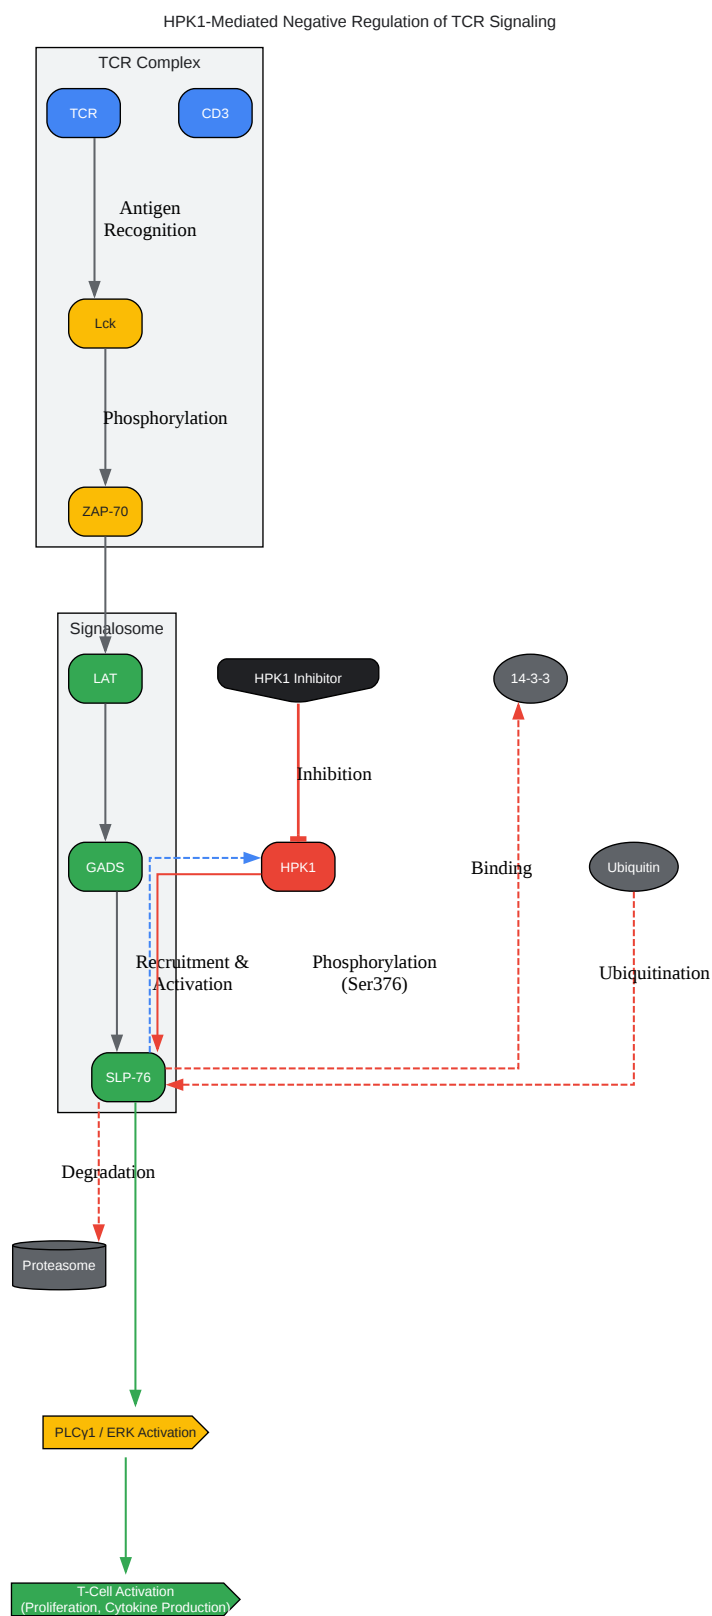 HPK1-Mediated Negative Regulation of TCR Signaling
TCR Complex
TCR
CD3
Antigen
Recognition
Lck
Phosphorylation
ZAP-70
Signalosome
LAT
HPK1 Inhibitor
14-3-3
Inhibition
GADS
HPK1
Binding
Ubiquitin
Recruitment &
Activation
Phosphorylation
(Ser376)
Ubiquitination
SLP-76
Degradation
Proteasome
PLCγ1 / ERK Activation
T-Cell Activation
(Proliferation, Cytokine Production)